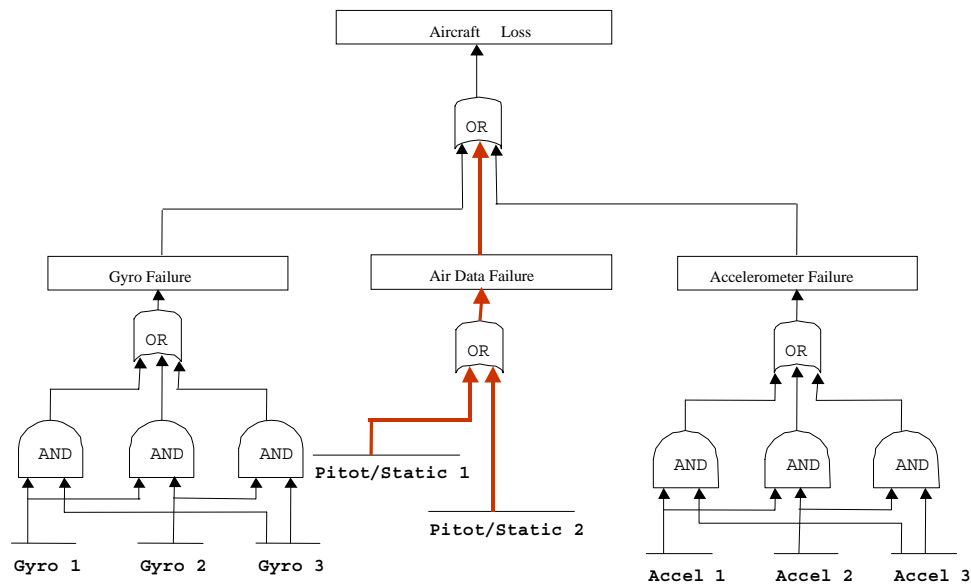 Aircraft Loss
OR
Gyro Failure
Air Data Failure
Accelerometer Failure
OR
OR
OR
AND
AND
AND
AND
AND
AND
Pitot/Static 1
Pitot/Static 2
Gyro 1
Gyro 2
Gyro 3
Accel 1
Accel 2
Accel 3